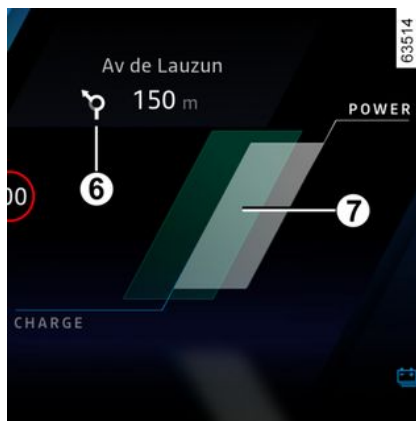 63514
Av de Lauzun
150 m
POWER
6
00
7
CHARGE